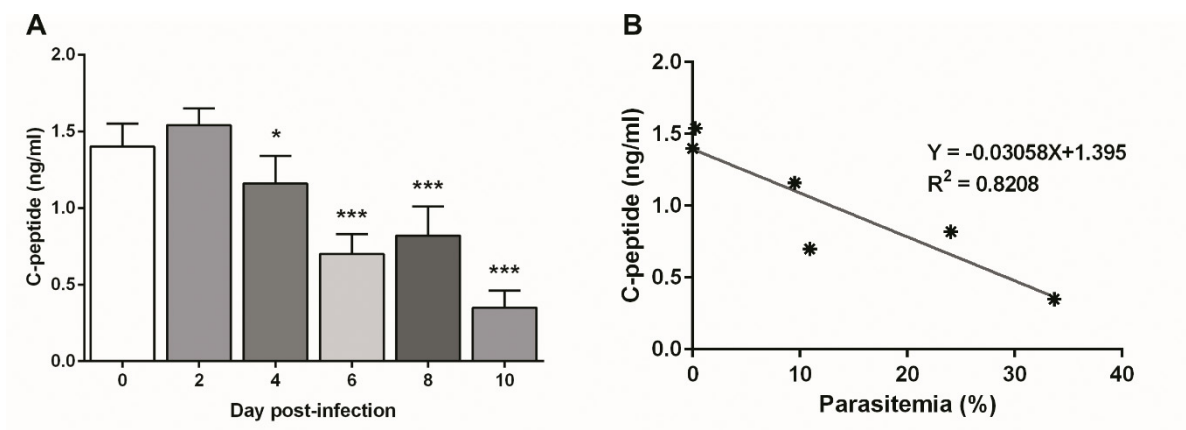 A
C-peptide (ng/ml)
2.0
1.5
1.0
0.5
0.0
*
***
***
***
0 2 4 6 8 10
Day post-infection
B
C-peptide (ng/ml)
2.0
1.5
1.0
0.5
0.0
Y = -0.03058X+1.395
R² = 0.8208
0 10 20 30 40
Parasitemia (%)